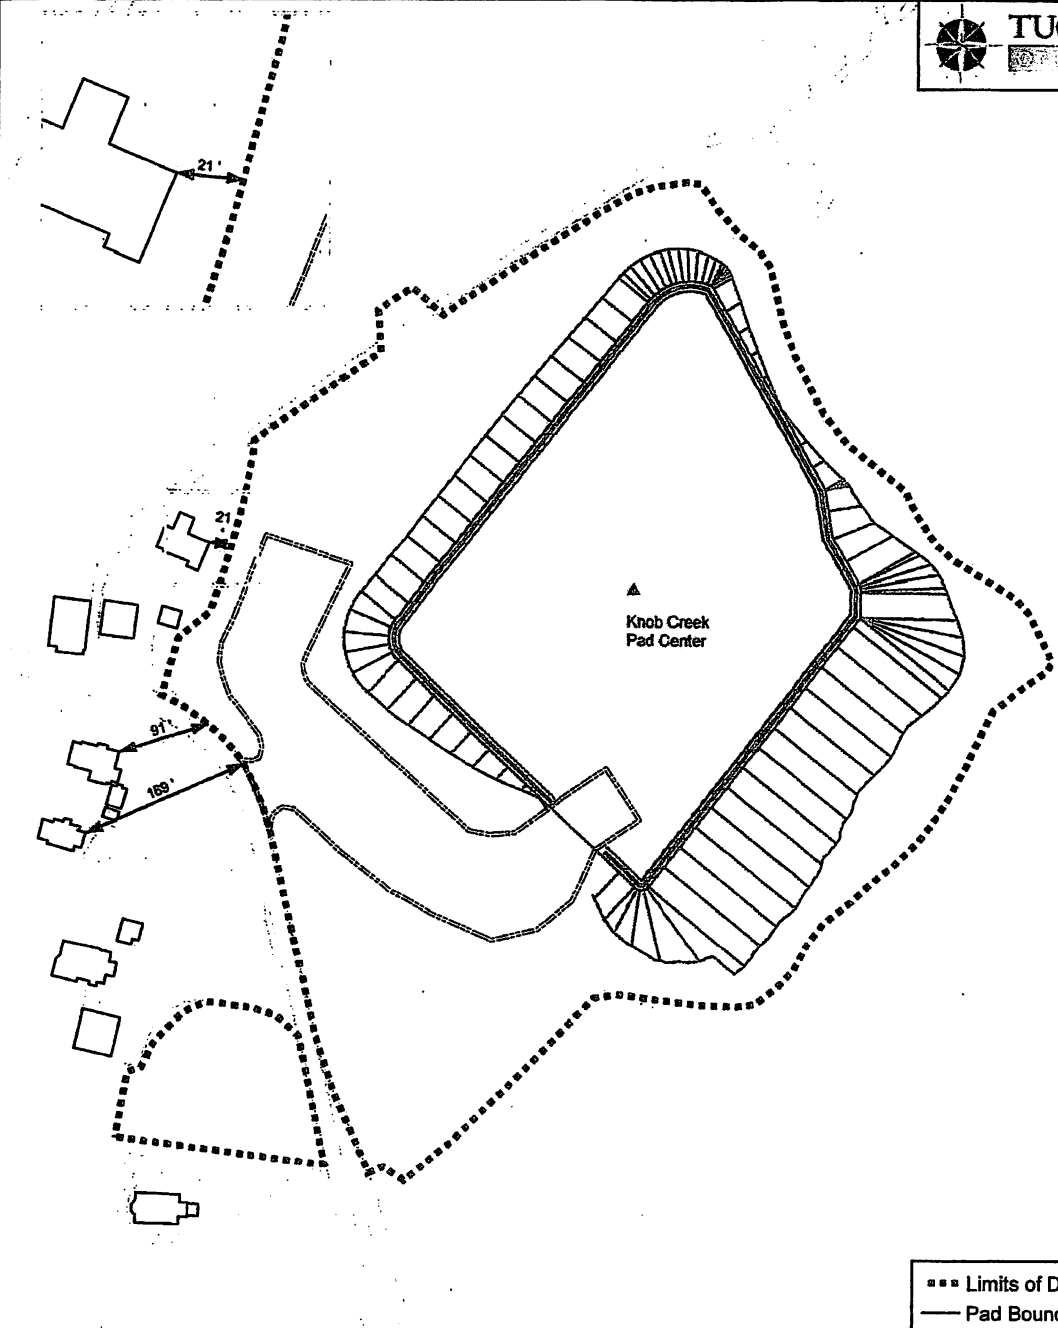 TU
21 '
21 '
Knob Creek
Pad Center
91 '
169 '
Limits of D
Pad Bound